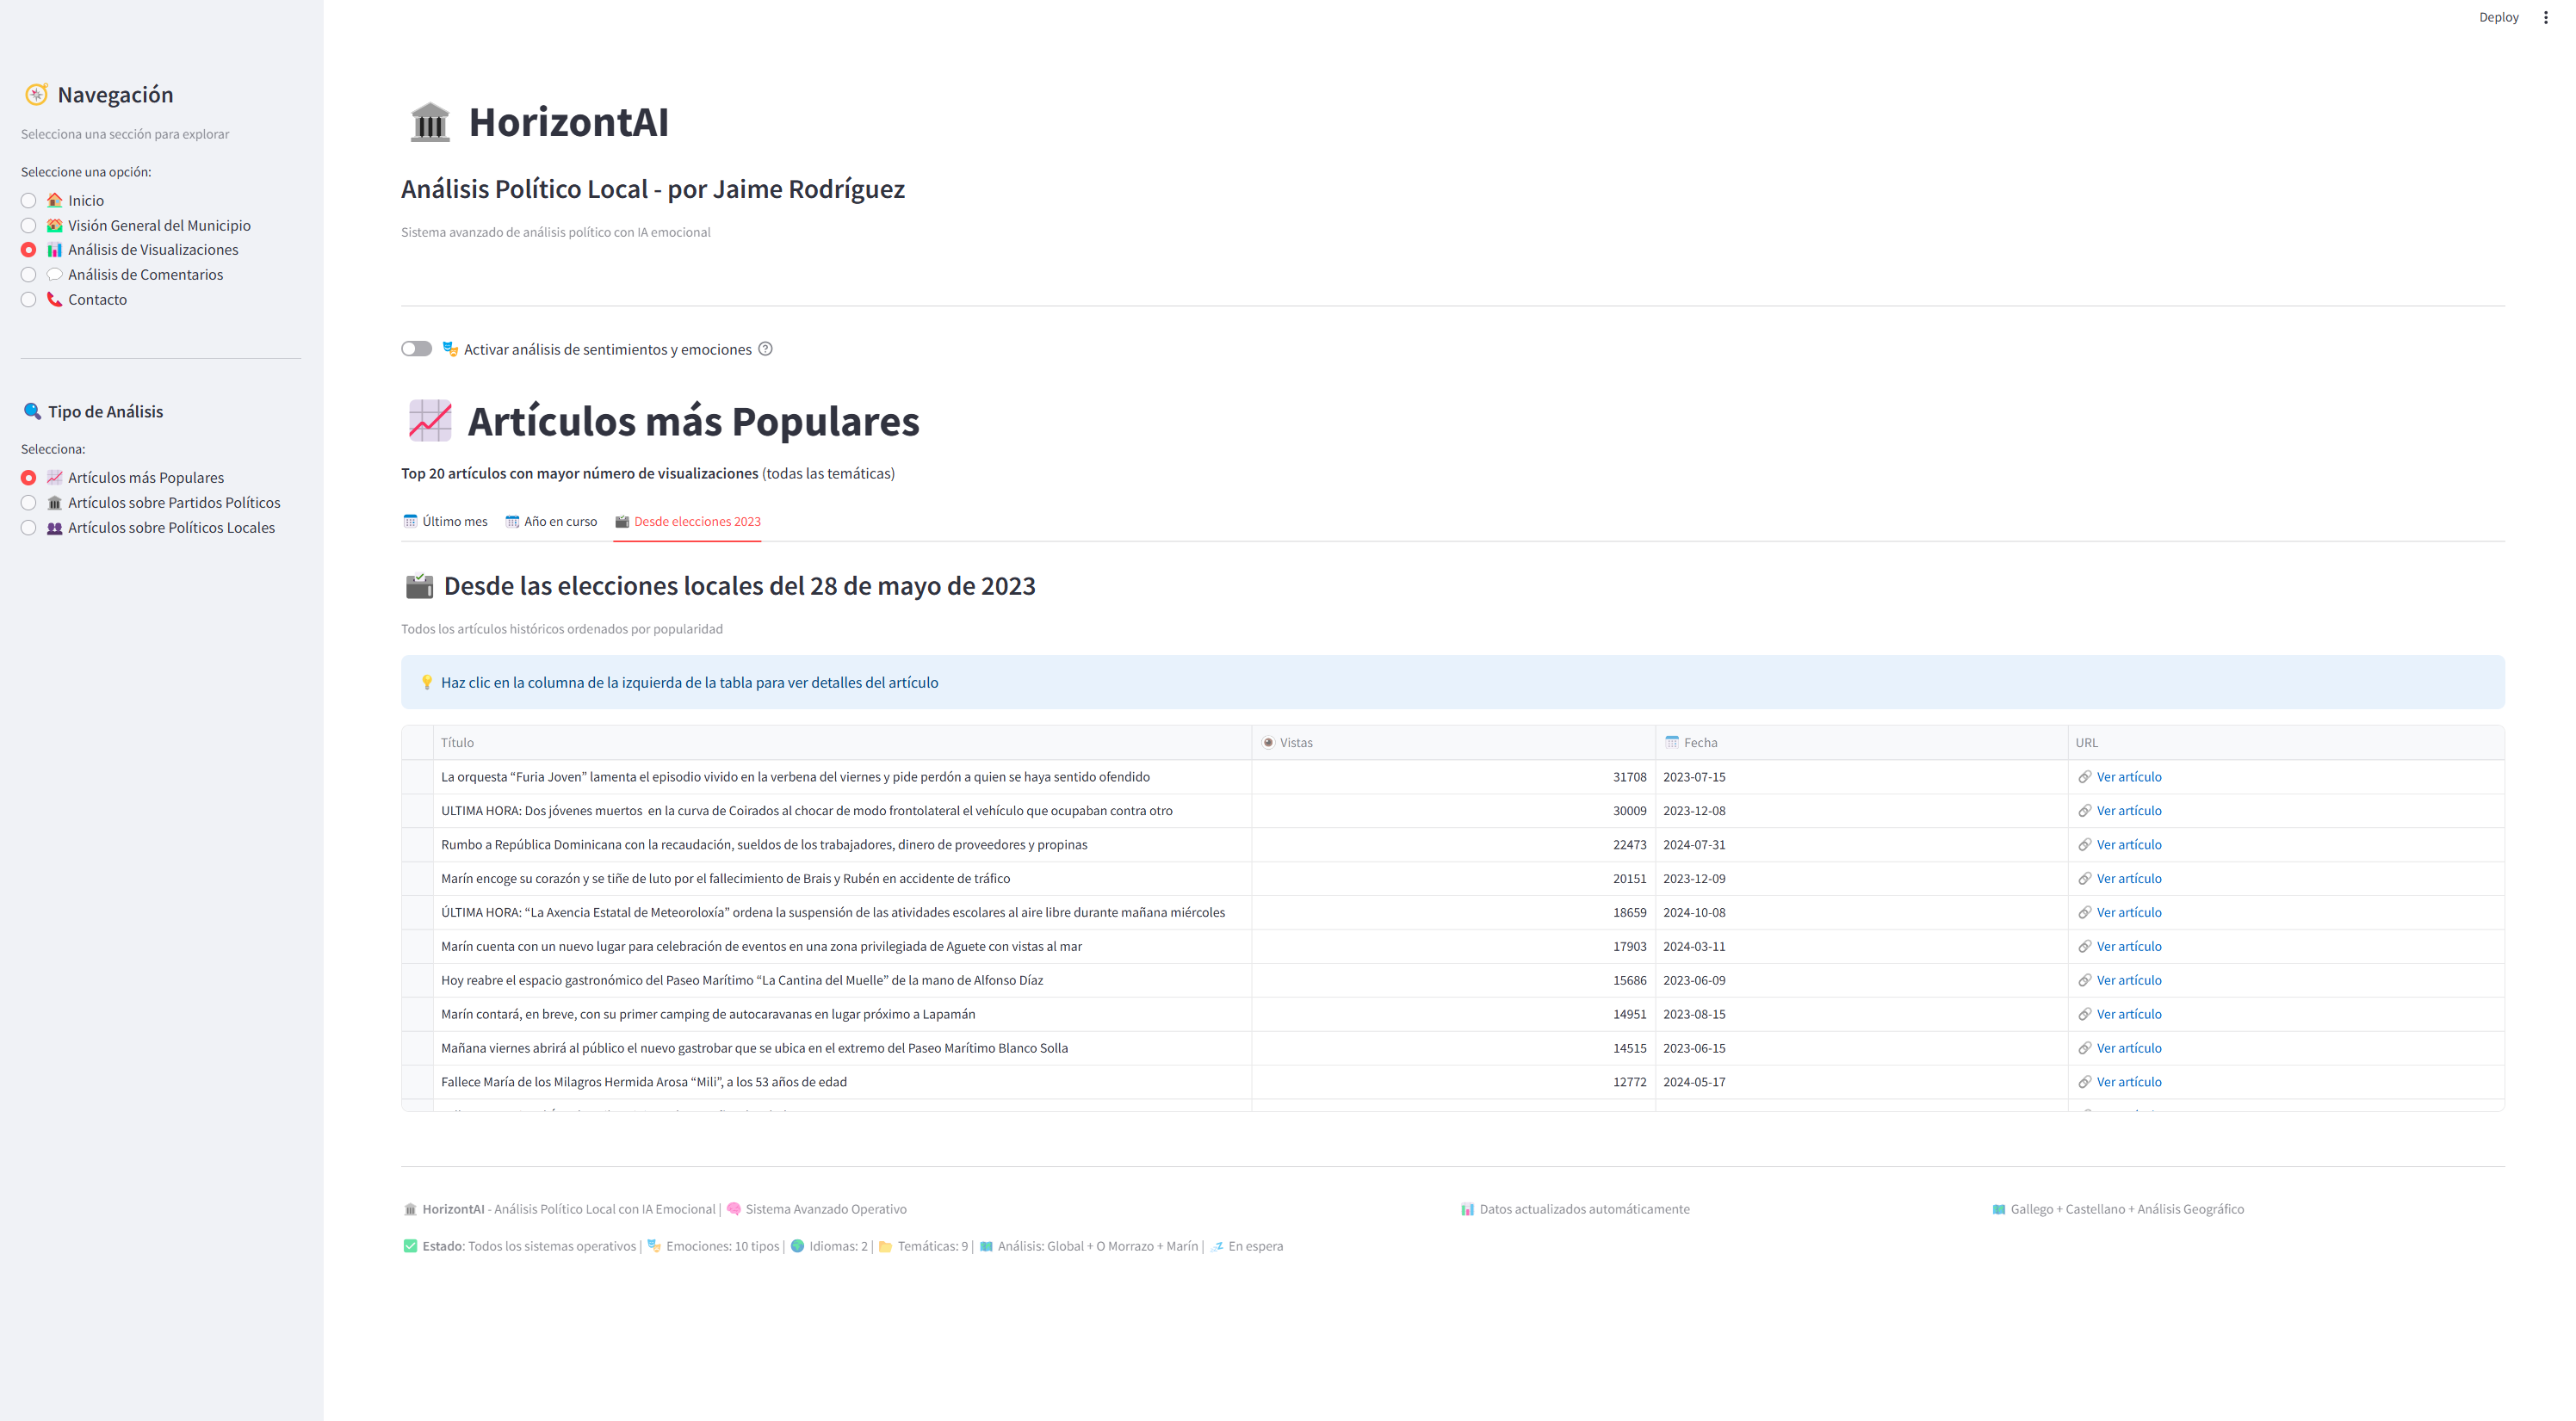 Deploy
Navegación
Selecciona una sección para explorar
Seleccione una opción:
Inicio
Visión General del Municipio
Análisis de Visualizaciones
Análisis de Comentarios
Contacto
Tipo de Análisis
Selecciona:
Artículos más Populares
Artículos sobre Partidos Políticos
Artículos sobre Políticos Locales
HorizontAI
Análisis Político Local - por Jaime Rodríguez
Sistema avanzado de análisis político con IA emocional
Activar análisis de sentimientos y emociones
Artículos más Populares
Top 20 artículos con mayor número de visualizaciones (todas las temáticas)
Último mes Año en curso Desde elecciones 2023
Desde las elecciones locales del 28 de mayo de 2023
Todos los artículos históricos ordenados por popularidad
Haz clic en la columna de la izquierda de la tabla para ver detalles del artículo
Título Vistas Fecha URL
La orquesta “Furia Joven” lamenta el episodio vivido en la verbena del viernes y pide perdón a quien se haya sentido ofendido 31708 2023-07-15 Ver artículo
ULTIMA HORA: Dos jóvenes muertos en la curva de Coirados al chocar de modo frontolateral el vehículo que ocupaban contra otro 30009 2023-12-08 Ver artículo
Rumbo a República Dominicana con la recaudación, sueldos de los trabajadores, dinero de proveedores y propinas 22473 2024-07-31 Ver artículo
Marín encoge su corazón y se tiñe de luto por el fallecimiento de Brais y Rubén en accidente de tráfico 20151 2023-12-09 Ver artículo
ÚLTIMA HORA: “La Axencia Estatal de Meteoroloxía” ordena la suspensión de las atividades escolares al aire libre durante mañana miércoles 18659 2024-10-08 Ver artículo
Marín cuenta con un nuevo lugar para celebración de eventos en una zona privilegiada de Aguete con vistas al mar 17903 2024-03-11 Ver artículo
Hoy reabre el espacio gastronómico del Paseo Marítimo “La Cantina del Muelle” de la mano de Alfonso Díaz 15686 2023-06-09 Ver artículo
Marín contará, en breve, con su primer camping de autocaravanas en lugar próximo a Lapamán 14951 2023-08-15 Ver artículo
Mañana viernes abrirá al público el nuevo gastrobar que se ubica en el extremo del Paseo Marítimo Blanco Solla 14515 2023-06-15 Ver artículo
Fallece María de los Milagros Hermida Arosa “Mili”, a los 53 años de edad 12772 2024-05-17 Ver artículo
HorizontAI - Análisis Político Local con IA Emocional | Sistema Avanzado Operativo Datos actualizados automáticamente Gallego + Castellano + Análisis Geográfico
Estado: Todos los sistemas operativos | Emociones: 10 tipos | Idiomas: 2 | Temáticas: 9 | Análisis: Global + O Morrazo + Marín | En espera